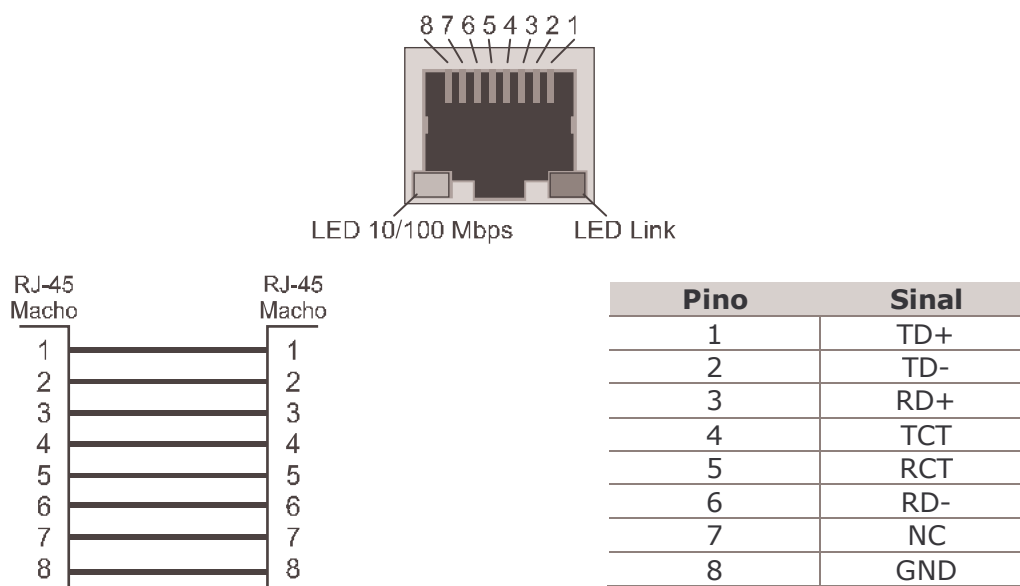 8 7 6 5 4 3 2 1
LED 10/100 Mbps LED Link
RJ-45 RJ-45
Macho Macho
1 1
2 2
3 3
4 4
5 5
6 6
7 7
8 8
Pino Sinal
1 TD+
2 TD-
3 RD+
4 TCT
5 RCT
6 RD-
7 NC
8 GND